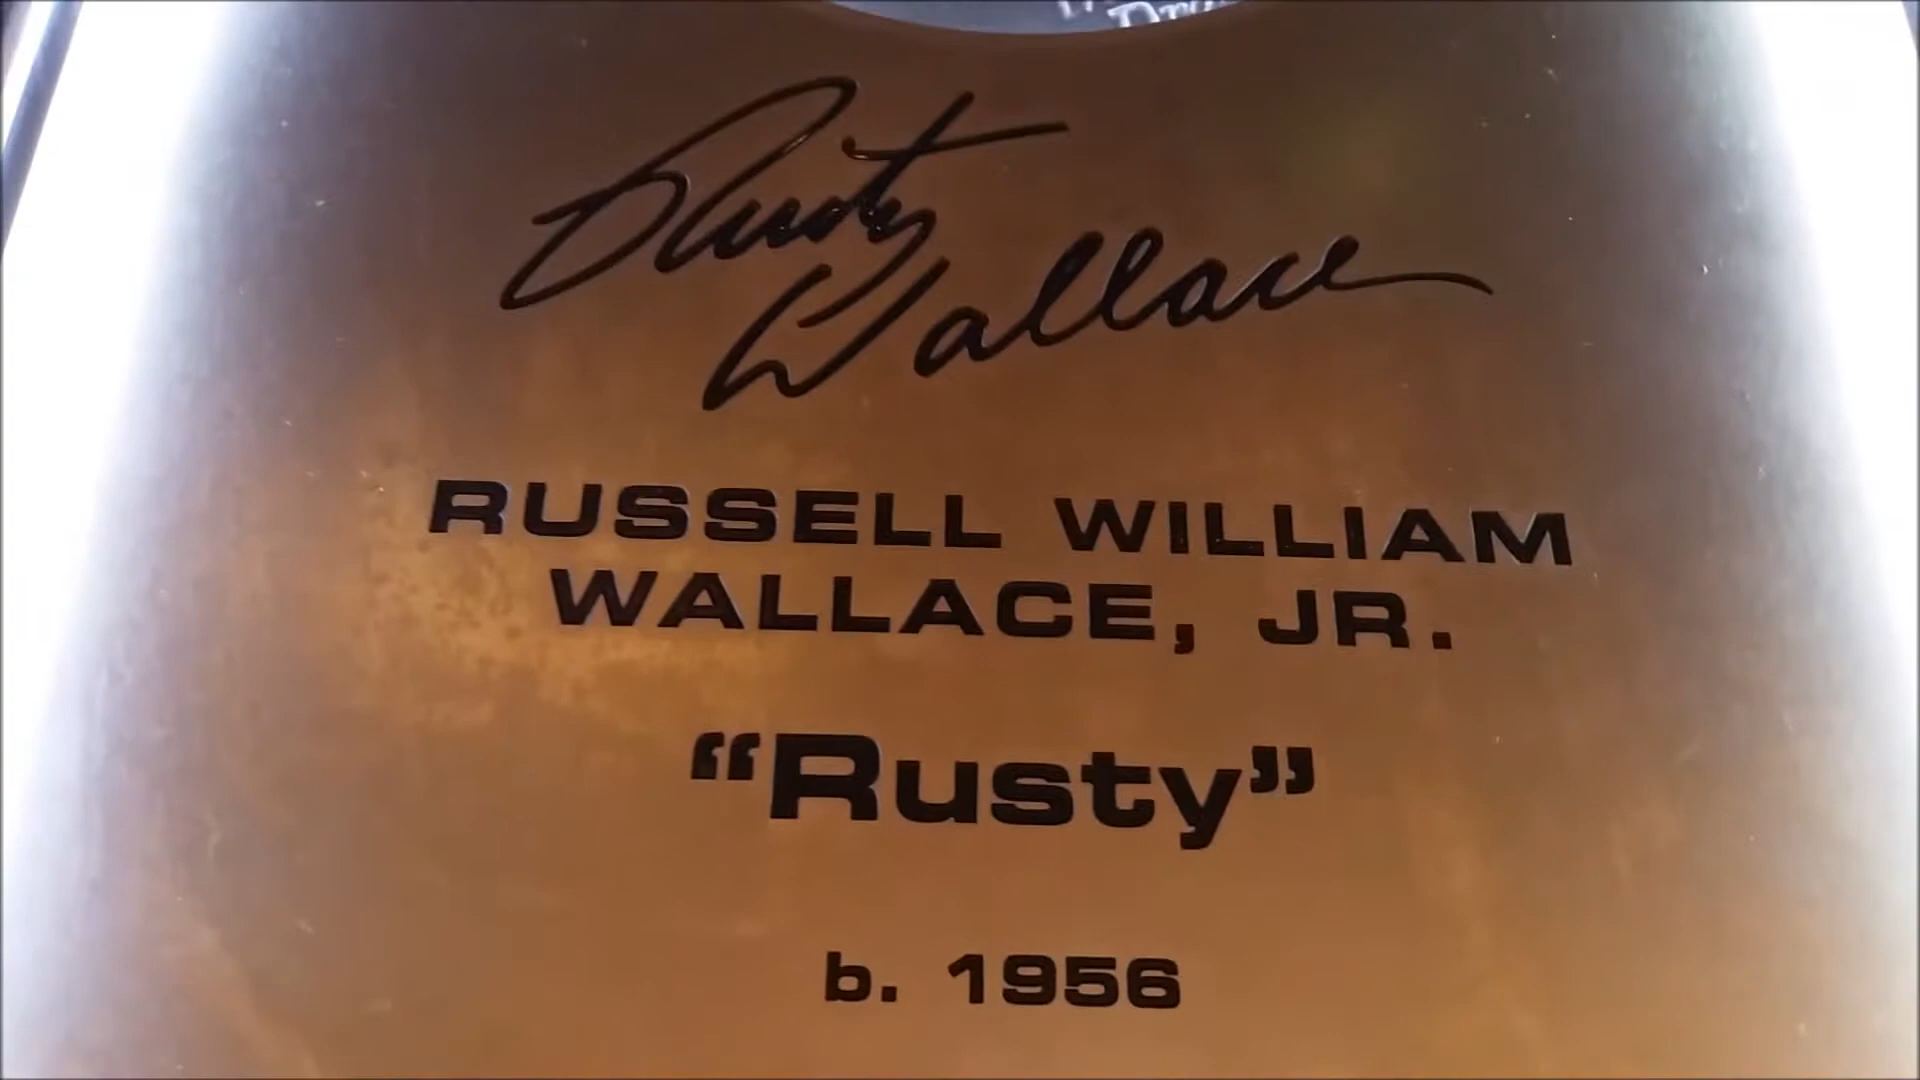 Rusty
Wallace
RUSSELL WILLIAM
WALLACE, JR.
“Rusty”
b. 1956